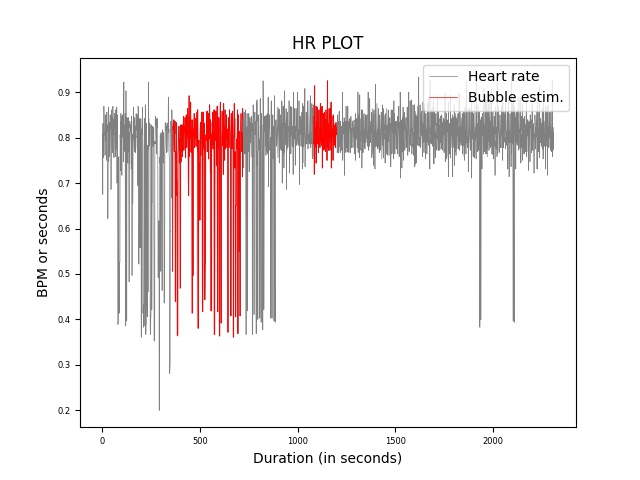 HR PLOT
Heart rate
Bubble estim.
BPM or seconds
0.9
0.8
0.7
0.6
0.5
0.4
0.3
0.2
0
500
1000
1500
2000
Duration (in seconds)